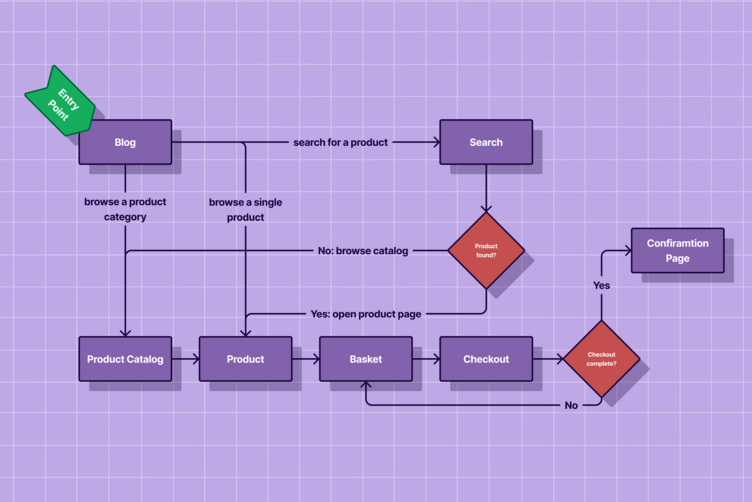 Entry
Point
Blog
search for a product
Search
browse a product
category
browse a single
product
Product
found?
No: browse catalog
Confiramtion
Page
Yes
Yes: open product page
Product Catalog
Product
Basket
Checkout
Checkout
complete?
No